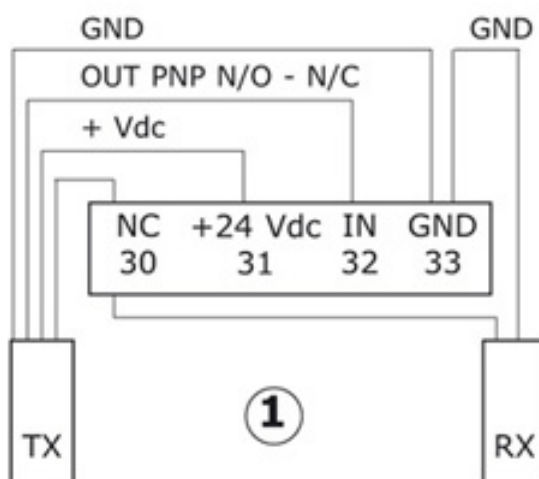 GND GND
OUT PNP N/O - N/C
+ Vdc
NC +24 Vdc IN GND
30 31 32 33
1
TX RX